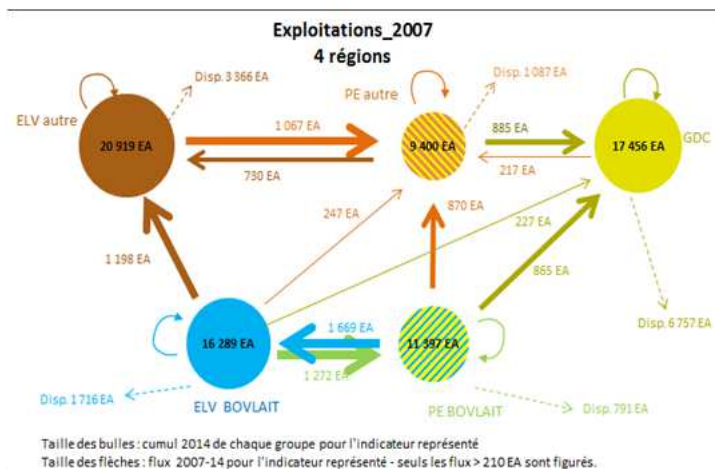 Exploitations_2007
4 régions
Disp. 3 366 EA
PE autre
Disp. 1 087 EA
ELV autre
1 067 EA
885 EA
GDC
20 919 EA
9 400 EA
17 456 EA
730 EA
217 EA
247 EA
870 EA
227 EA
1 198 EA
865 EA
1 669 EA
Disp. 6 757 EA
16 289 EA
11 397 EA
1 272 EA
Disp. 1 716 EA
ELV BOVLAIT
PE BOVLAIT
Disp. 791 EA
Taille des bulles : cumul 2014 de chaque groupe pour l'indicateur représenté
Taille des flèches : flux 2007-14 pour l'indicateur représenté - seuls les flux > 210 EA sont figurés.